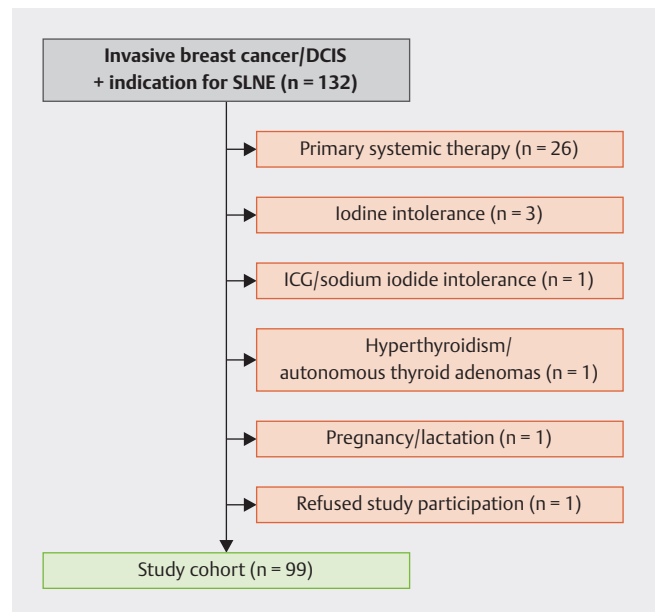 Invasive breast cancer/DCIS
+ indication for SLNE (n = 132)
Primary systemic therapy (n = 26)
Iodine intolerance (n = 3)
ICG/sodium iodide intolerance (n = 1)
Hyperthyroidism/
autonomous thyroid adenomas (n = 1)
Pregnancy/lactation (n = 1)
Refused study participation (n = 1)
Study cohort (n = 99)